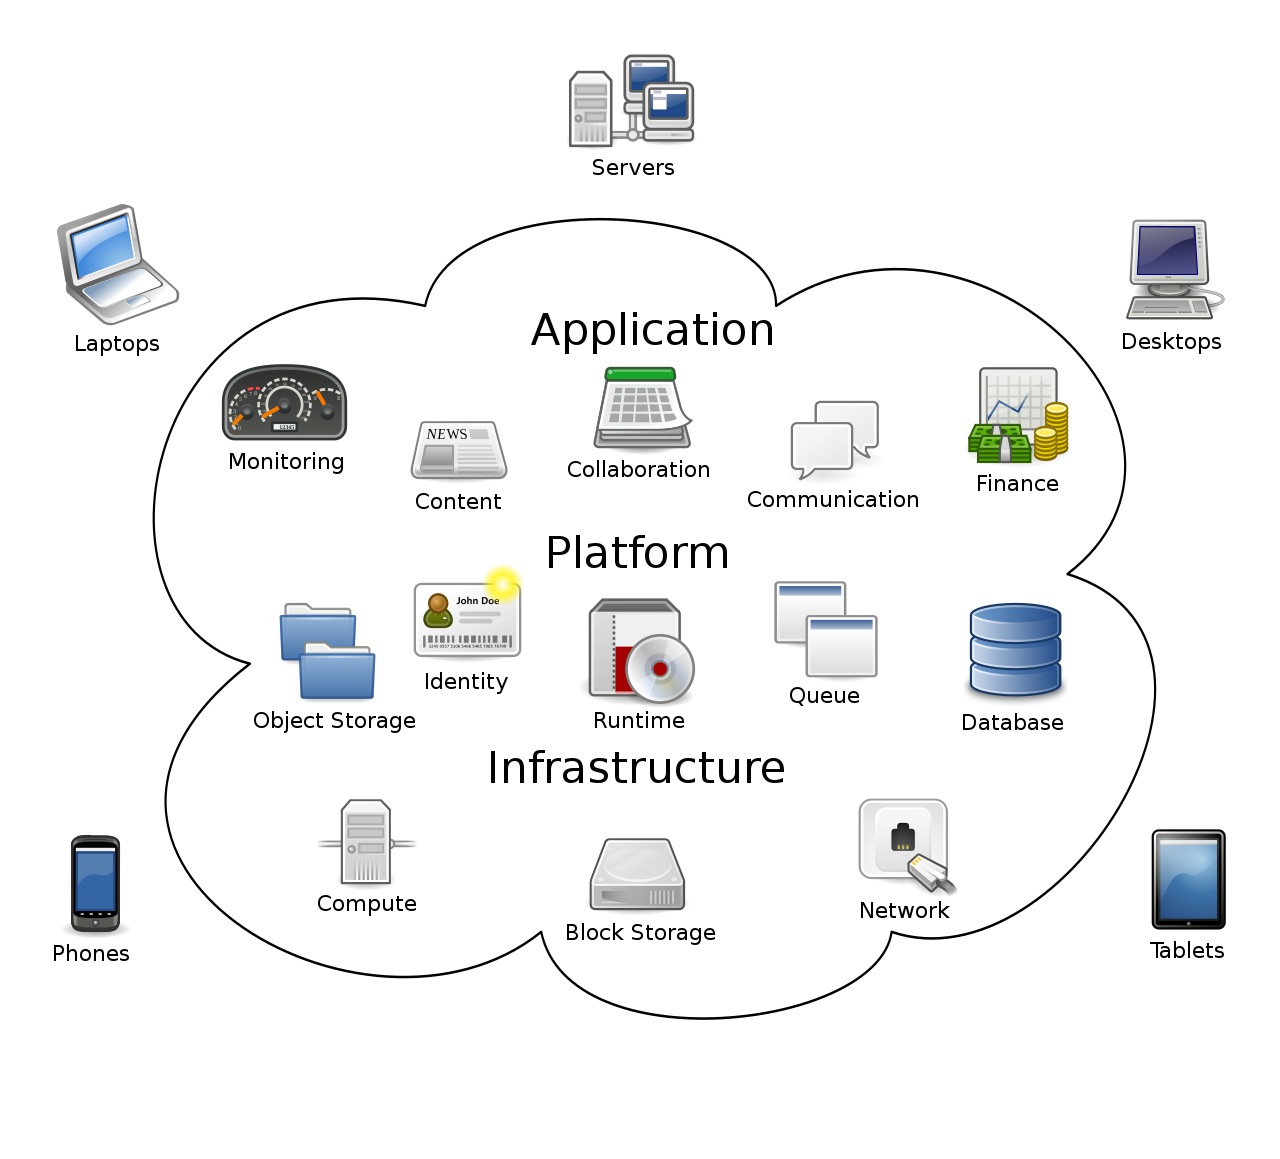 Servers
Laptops
Desktops
Application
Monitoring
NEWS
Content
Collaboration
Communication
Finance
Platform
John Doe
Object Storage
Identity
Runtime
Queue
Database
Infrastructure
Compute
Block Storage
Network
Phones
Tablets